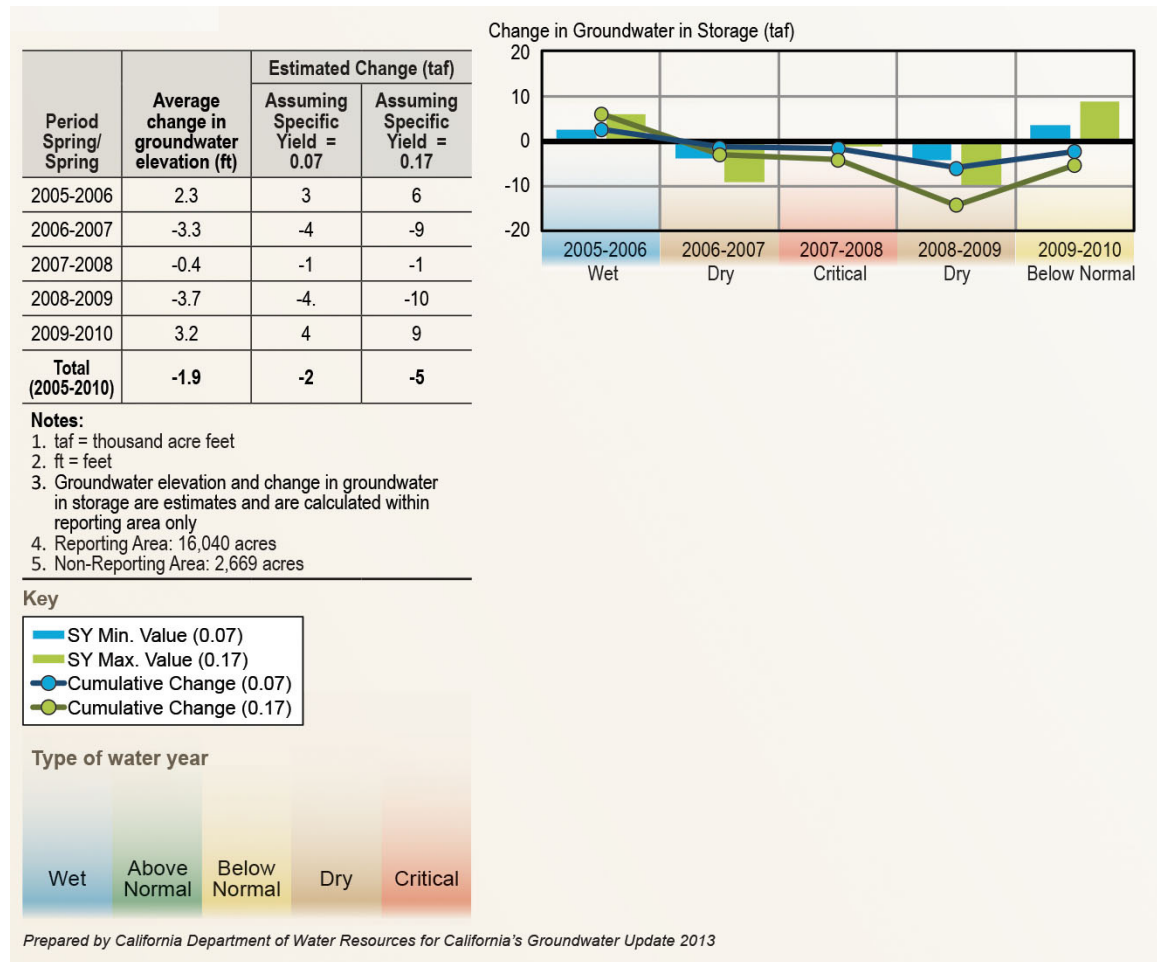 Period
Spring/
Spring
Average
change in
groundwater
elevation (ft)
Estimated Change (taf)
Assuming
Specific
Yield =
0.07
Assuming
Specific
Yield =
0.17
2005-2006 2.3 3 6
2006-2007 -3.3 -4 -9
2007-2008 -0.4 -1 -1
2008-2009 -3.7 -4. -10
2009-2010 3.2 4 9
Total
(2005-2010) -1.9 -2 -5
Notes:
1. taf = thousand acre feet
2. ft = feet
3. Groundwater elevation and change in groundwater
in storage are estimates and are calculated within
reporting area only
4. Reporting Area: 16,040 acres
5. Non-Reporting Area: 2,669 acres
Key
SY Min. Value (0.07)
SY Max. Value (0.17)
Cumulative Change (0.07)
Cumulative Change (0.17)
Type of water year
Wet
Above
Normal
Below
Normal
Dry
Critical
Change in Groundwater in Storage (taf)
20
10
0
-10
-20
2005-2006 2006-2007 2007-2008 2008-2009 2009-2010
Wet Dry Critical Dry Below Normal
Prepared by California Department of Water Resources for California's Groundwater Update 2013